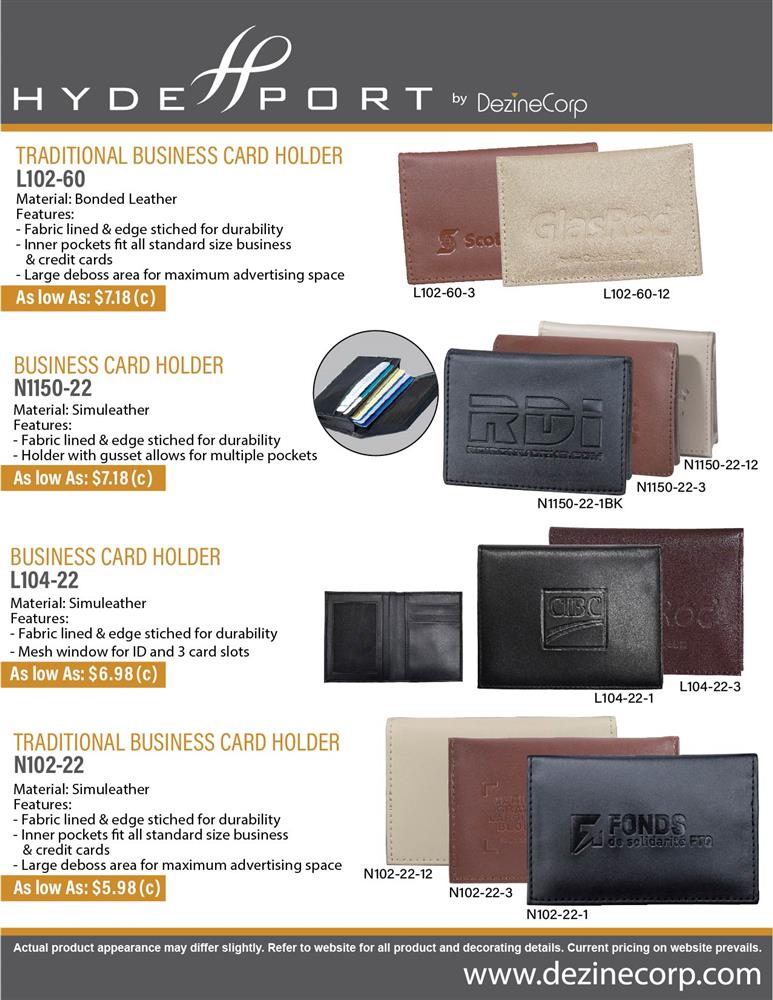 HYDE PORT by DezineCorp
TRADITIONAL BUSINESS CARD HOLDER
L102-60
Material: Bonded Leather
Features:
- Fabric lined & edge stiched for durability
- Inner pockets fit all standard size business
& credit cards
- Large deboss area for maximum advertising space
As low As: $7.18 (c)
Scot
GlasRoc
L102-60-3
L102-60-12
BUSINESS CARD HOLDER
N1150-22
Material: Simuleather
Features:
- Fabric lined & edge stiched for durability
- Holder with gusset allows for multiple pockets
As low As: $7.18 (c)
RDI
N1150-22-12
N1150-22-3
N1150-22-1BK
BUSINESS CARD HOLDER
L104-22
Material: Simuleather
Features:
- Fabric lined & edge stiched for durability
- Mesh window for ID and 3 card slots
As low As: $6.98 (c)
CIBC
L104-22-3
L104-22-1
TRADITIONAL BUSINESS CARD HOLDER
N102-22
Material: Simuleather
Features:
- Fabric lined & edge stiched for durability
- Inner pockets fit all standard size business
& credit cards
- Large deboss area for maximum advertising space
As low As: $5.98 (c)
FONDS
de solidarité FTQ
N102-22-12
N102-22-3
N102-22-1
Actual product appearance may differ slightly. Refer to website for all product and decorating details. Current pricing on website prevails.
www.dezinecorp.com